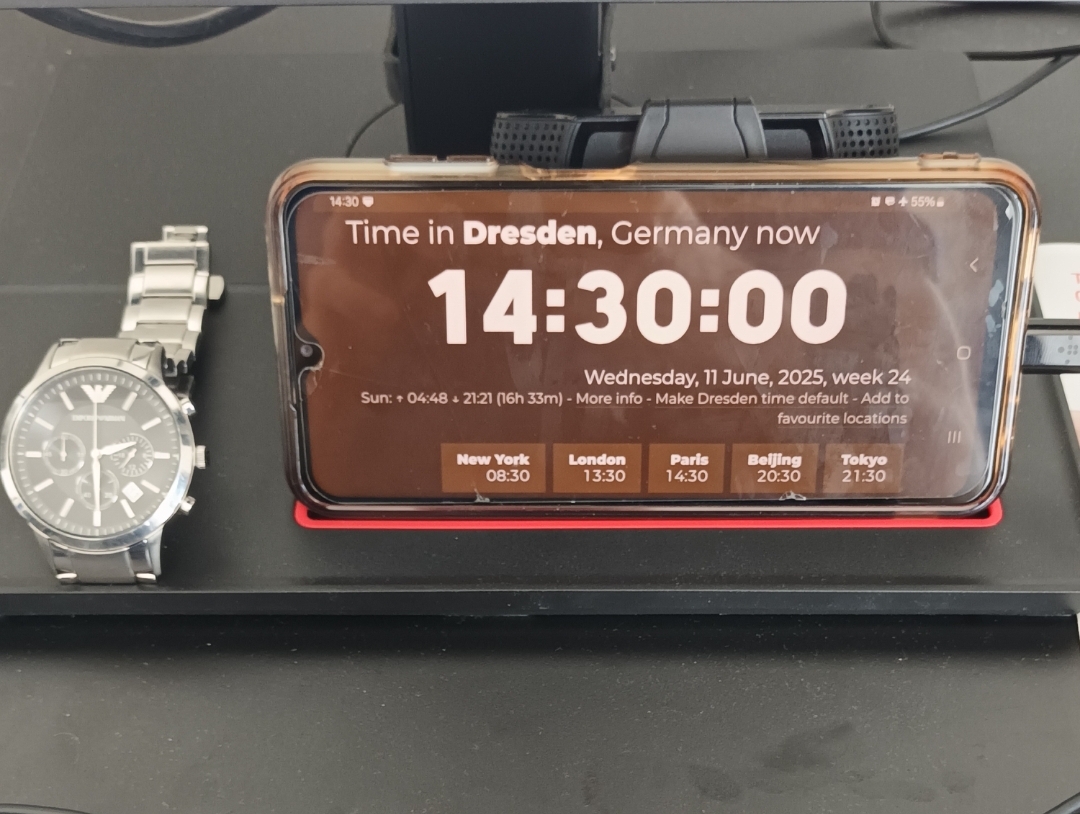 14:30
55%
Time in Dresden, Germany now
14:30:00
Wednesday, 11 June, 2025, week 24
Sun: ↑ 04:48 ↓ 21:21 (16h 33m) - More info - Make Dresden time default - Add to
favourite locations
New York London Paris Beijing Tokyo
08:30 13:30 14:30 20:30 21:30